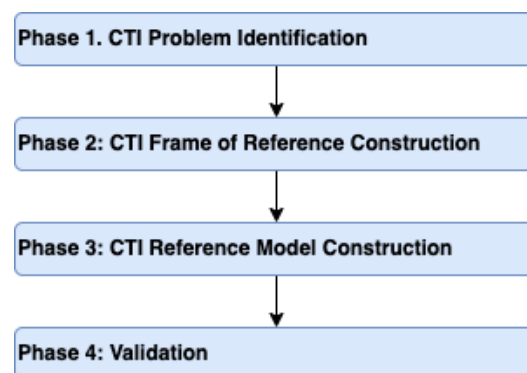 Phase 1. CTI Problem Identification
Phase 2: CTI Frame of Reference Construction
Phase 3: CTI Reference Model Construction
Phase 4: Validation